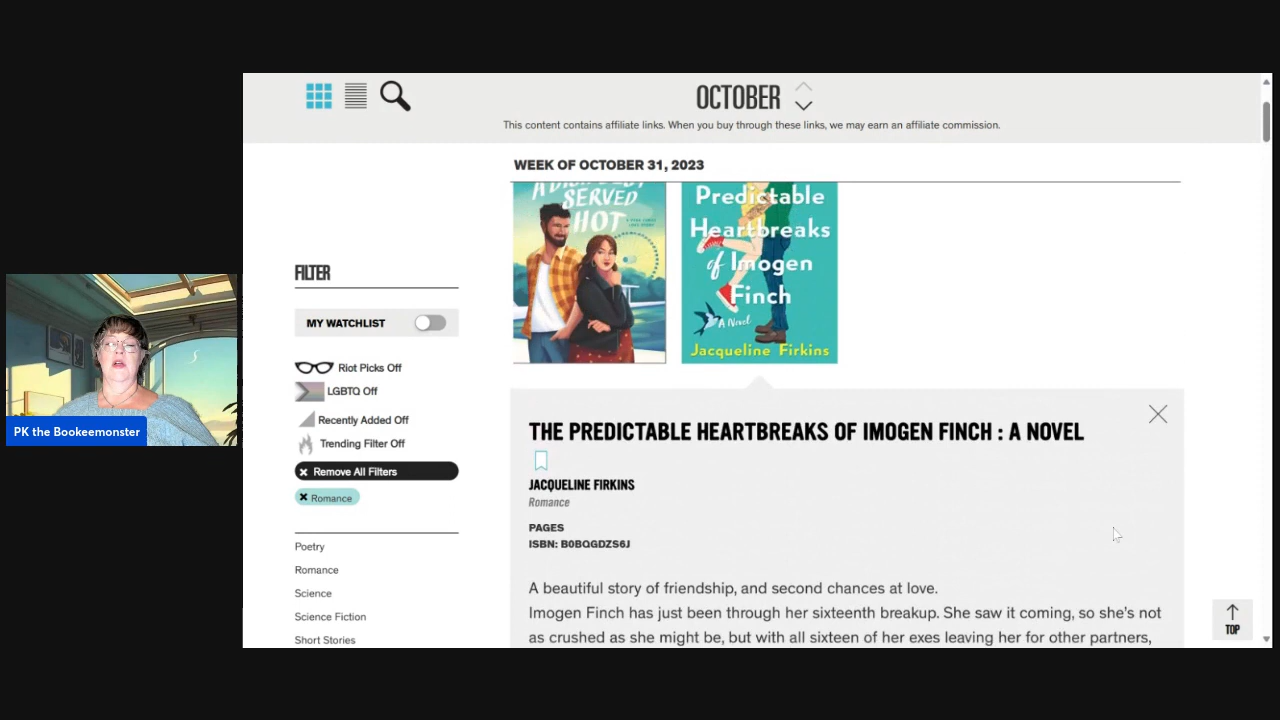 OCTOBER
This content contains affiliate links. When you buy through these links, we may earn an affiliate commission.
WEEK OF OCTOBER 31, 2023
SERVED
HOT
Predictable
Heartbreaks
of Imogen
Finch
A Novel
Jacqueline Firkins
FILTER
MY WATCHLIST
Riot Picks Off
LGBTQ Off
Recently Added Off
Trending Filter Off
Remove All Filters
Romance
Poetry
Romance
Science
Science Fiction
Short Stories
THE PREDICTABLE HEARTBREAKS OF IMOGEN FINCH : A NOVEL
JACQUELINE FIRKINS
Romance
PAGES
ISBN: B0BQGDZS6J
A beautiful story of friendship, and second chances at love.
Imogen Finch has just been through her sixteenth breakup. She saw it coming, so she's not
as crushed as she might be, but with all sixteen of her exes leaving her for other partners,
TOP
PK the Bookeemonster